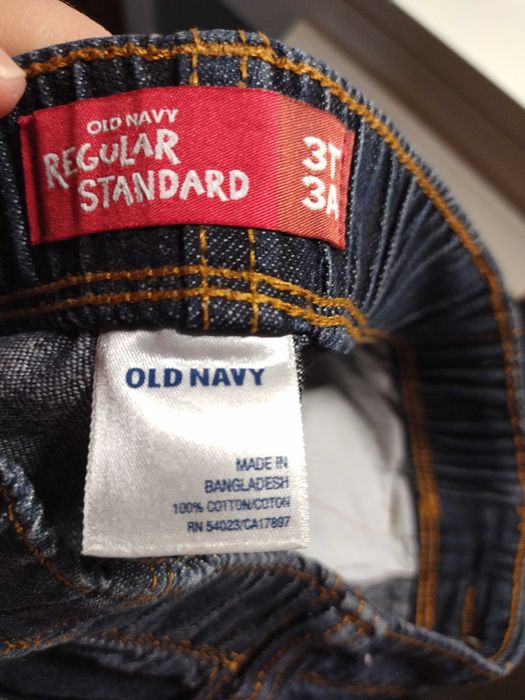 OLD NAVY
REGULAR
STANDARD
3T
3A
OLD NAVY
MADE IN
BANGLADESH
100% COTTON/COTON
RN 54023/CA17897